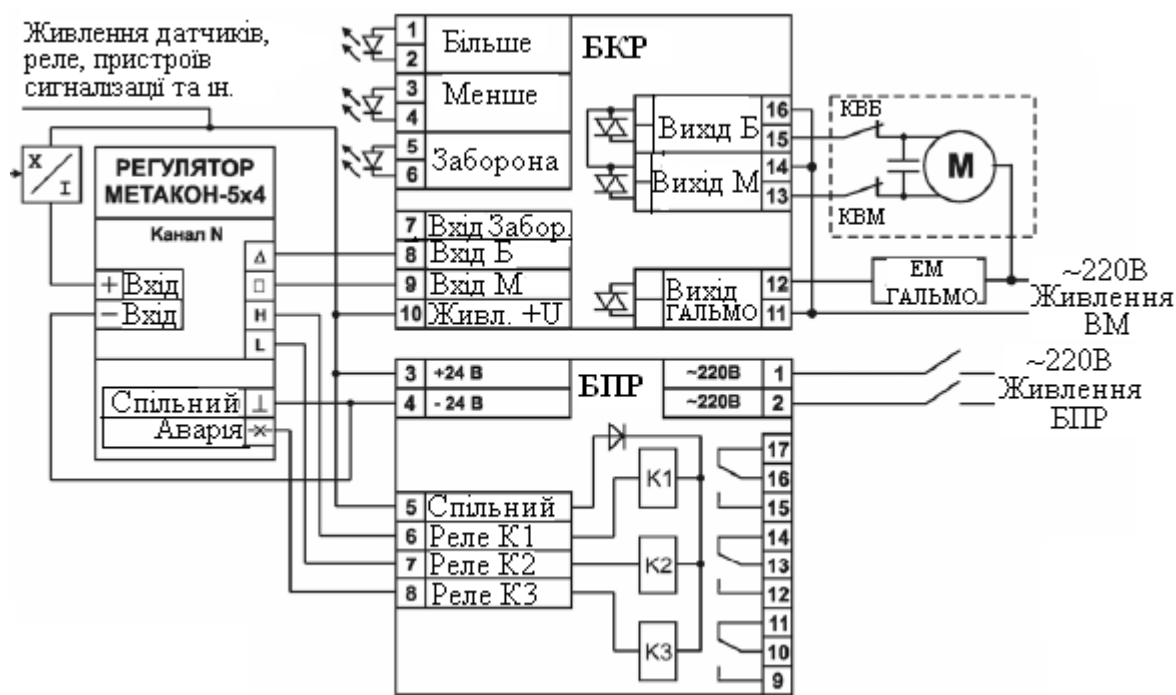 Живлення датчиків,
реле, пристроїв
сигналізації та ін.
X
I
РЕГУЛЯТОР
МЕТАКОН-5x4
Канал N
Δ
□
H
L
+ Вхід
− Вхід
Спільний ⊥
Аварія
БКР
1
2
Більше
3
4
Менше
5
6
Заборона
7 Вхід Забор.
8 Вхід Б
9 Вхід М
10 Живл. +U
Вихід Б
16
15
Вихід М
14
13
Вихід
ГАЛЬМО
12
11
КВБ
КВМ
М
ЕМ
ГАЛЬМО
~220В
Живлення
ВМ
БПР
3 +24 В
4 - 24 В
~220В 1
~220В 2
~220В
Живлення
БПР
5 Спільний
6 Реле К1
7 Реле К2
8 Реле К3
К1
К2
К3
17
16
15
14
13
12
11
10
9